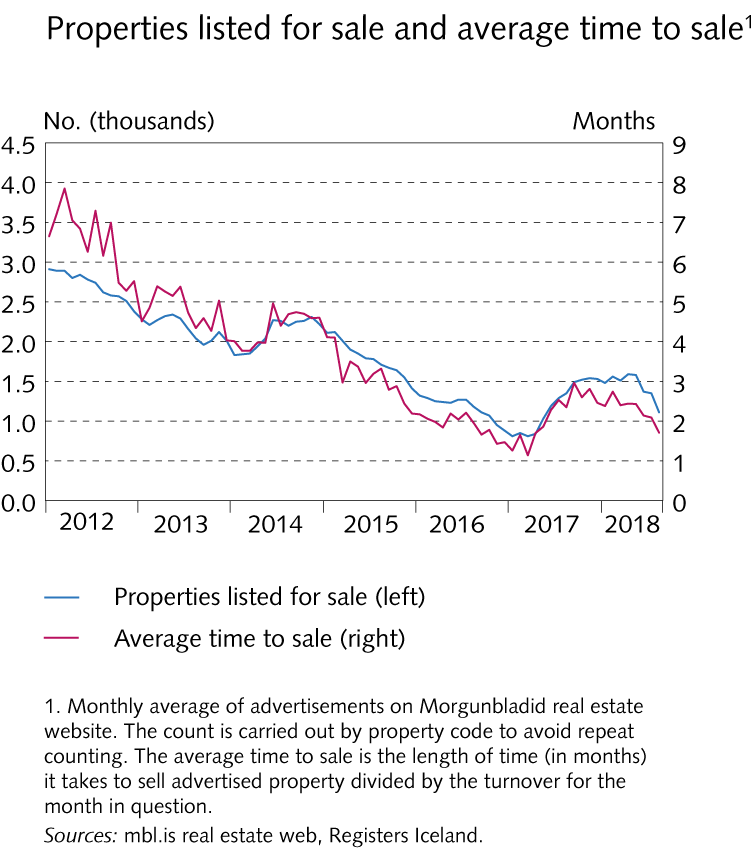 Properties listed for sale and average time to sale¹
No. (thousands) Months
4.5 9
4.0 8
3.5 7
3.0 6
2.5 5
2.0 4
1.5 3
1.0 2
0.5 1
0.0 0
2012 2013 2014 2015 2016 2017 2018
Properties listed for sale (left)
Average time to sale (right)
1. Monthly average of advertisements on Morgunbladid real estate
website. The count is carried out by property code to avoid repeat
counting. The average time to sale is the length of time (in months)
it takes to sell advertised property divided by the turnover for the
month in question.
Sources: mbl.is real estate web, Registers Iceland.